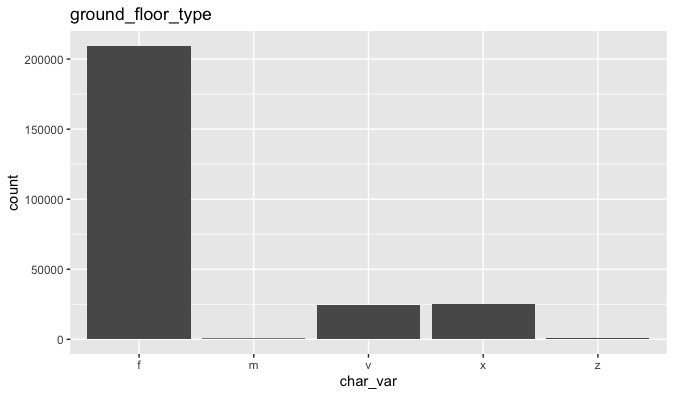 ground_floor_type
count
200000
150000
100000
50000
0
f m v x z
char_var